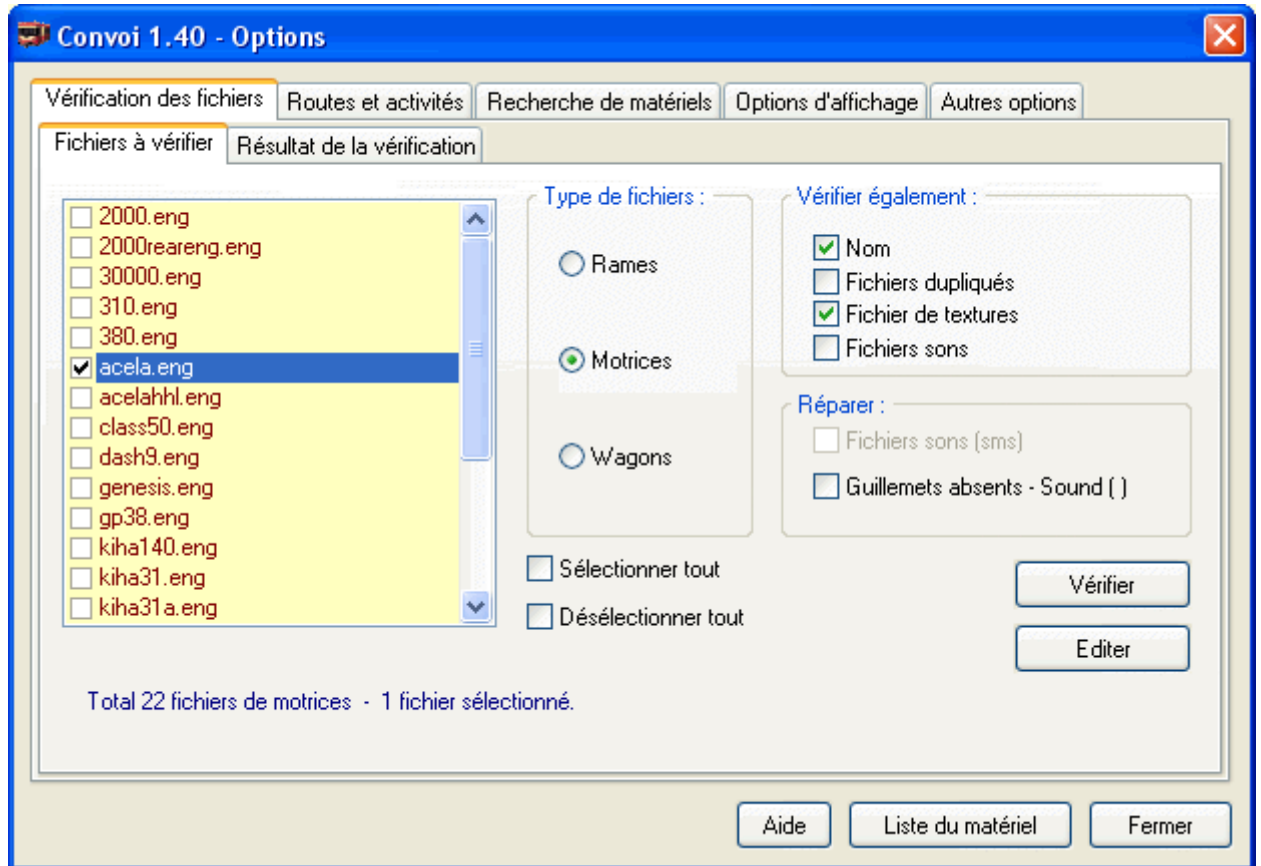 Convoi 1.40 - Options
Vérification des fichiers
Routes et activités
Recherche de matériels
Options d'affichage
Autres options
Fichiers à vérifier
Résultat de la vérification
2000.eng
2000reareng.eng
30000.eng
310.eng
380.eng
acela.eng
acelahhl.eng
class50.eng
dash9.eng
genesis.eng
gp38.eng
kiha140.eng
kiha31.eng
kiha31a.eng
Type de fichiers :
Rames
Motrices
Wagons
Sélectionner tout
Désélectionner tout
Vérifier également :
Nom
Fichiers dupliqués
Fichier de textures
Fichiers sons
Réparer :
Fichiers sons (sms)
Guillemets absents - Sound ( )
Vérifier
Editer
Total 22 fichiers de motrices - 1 fichier sélectionné.
Aide
Liste du matériel
Fermer